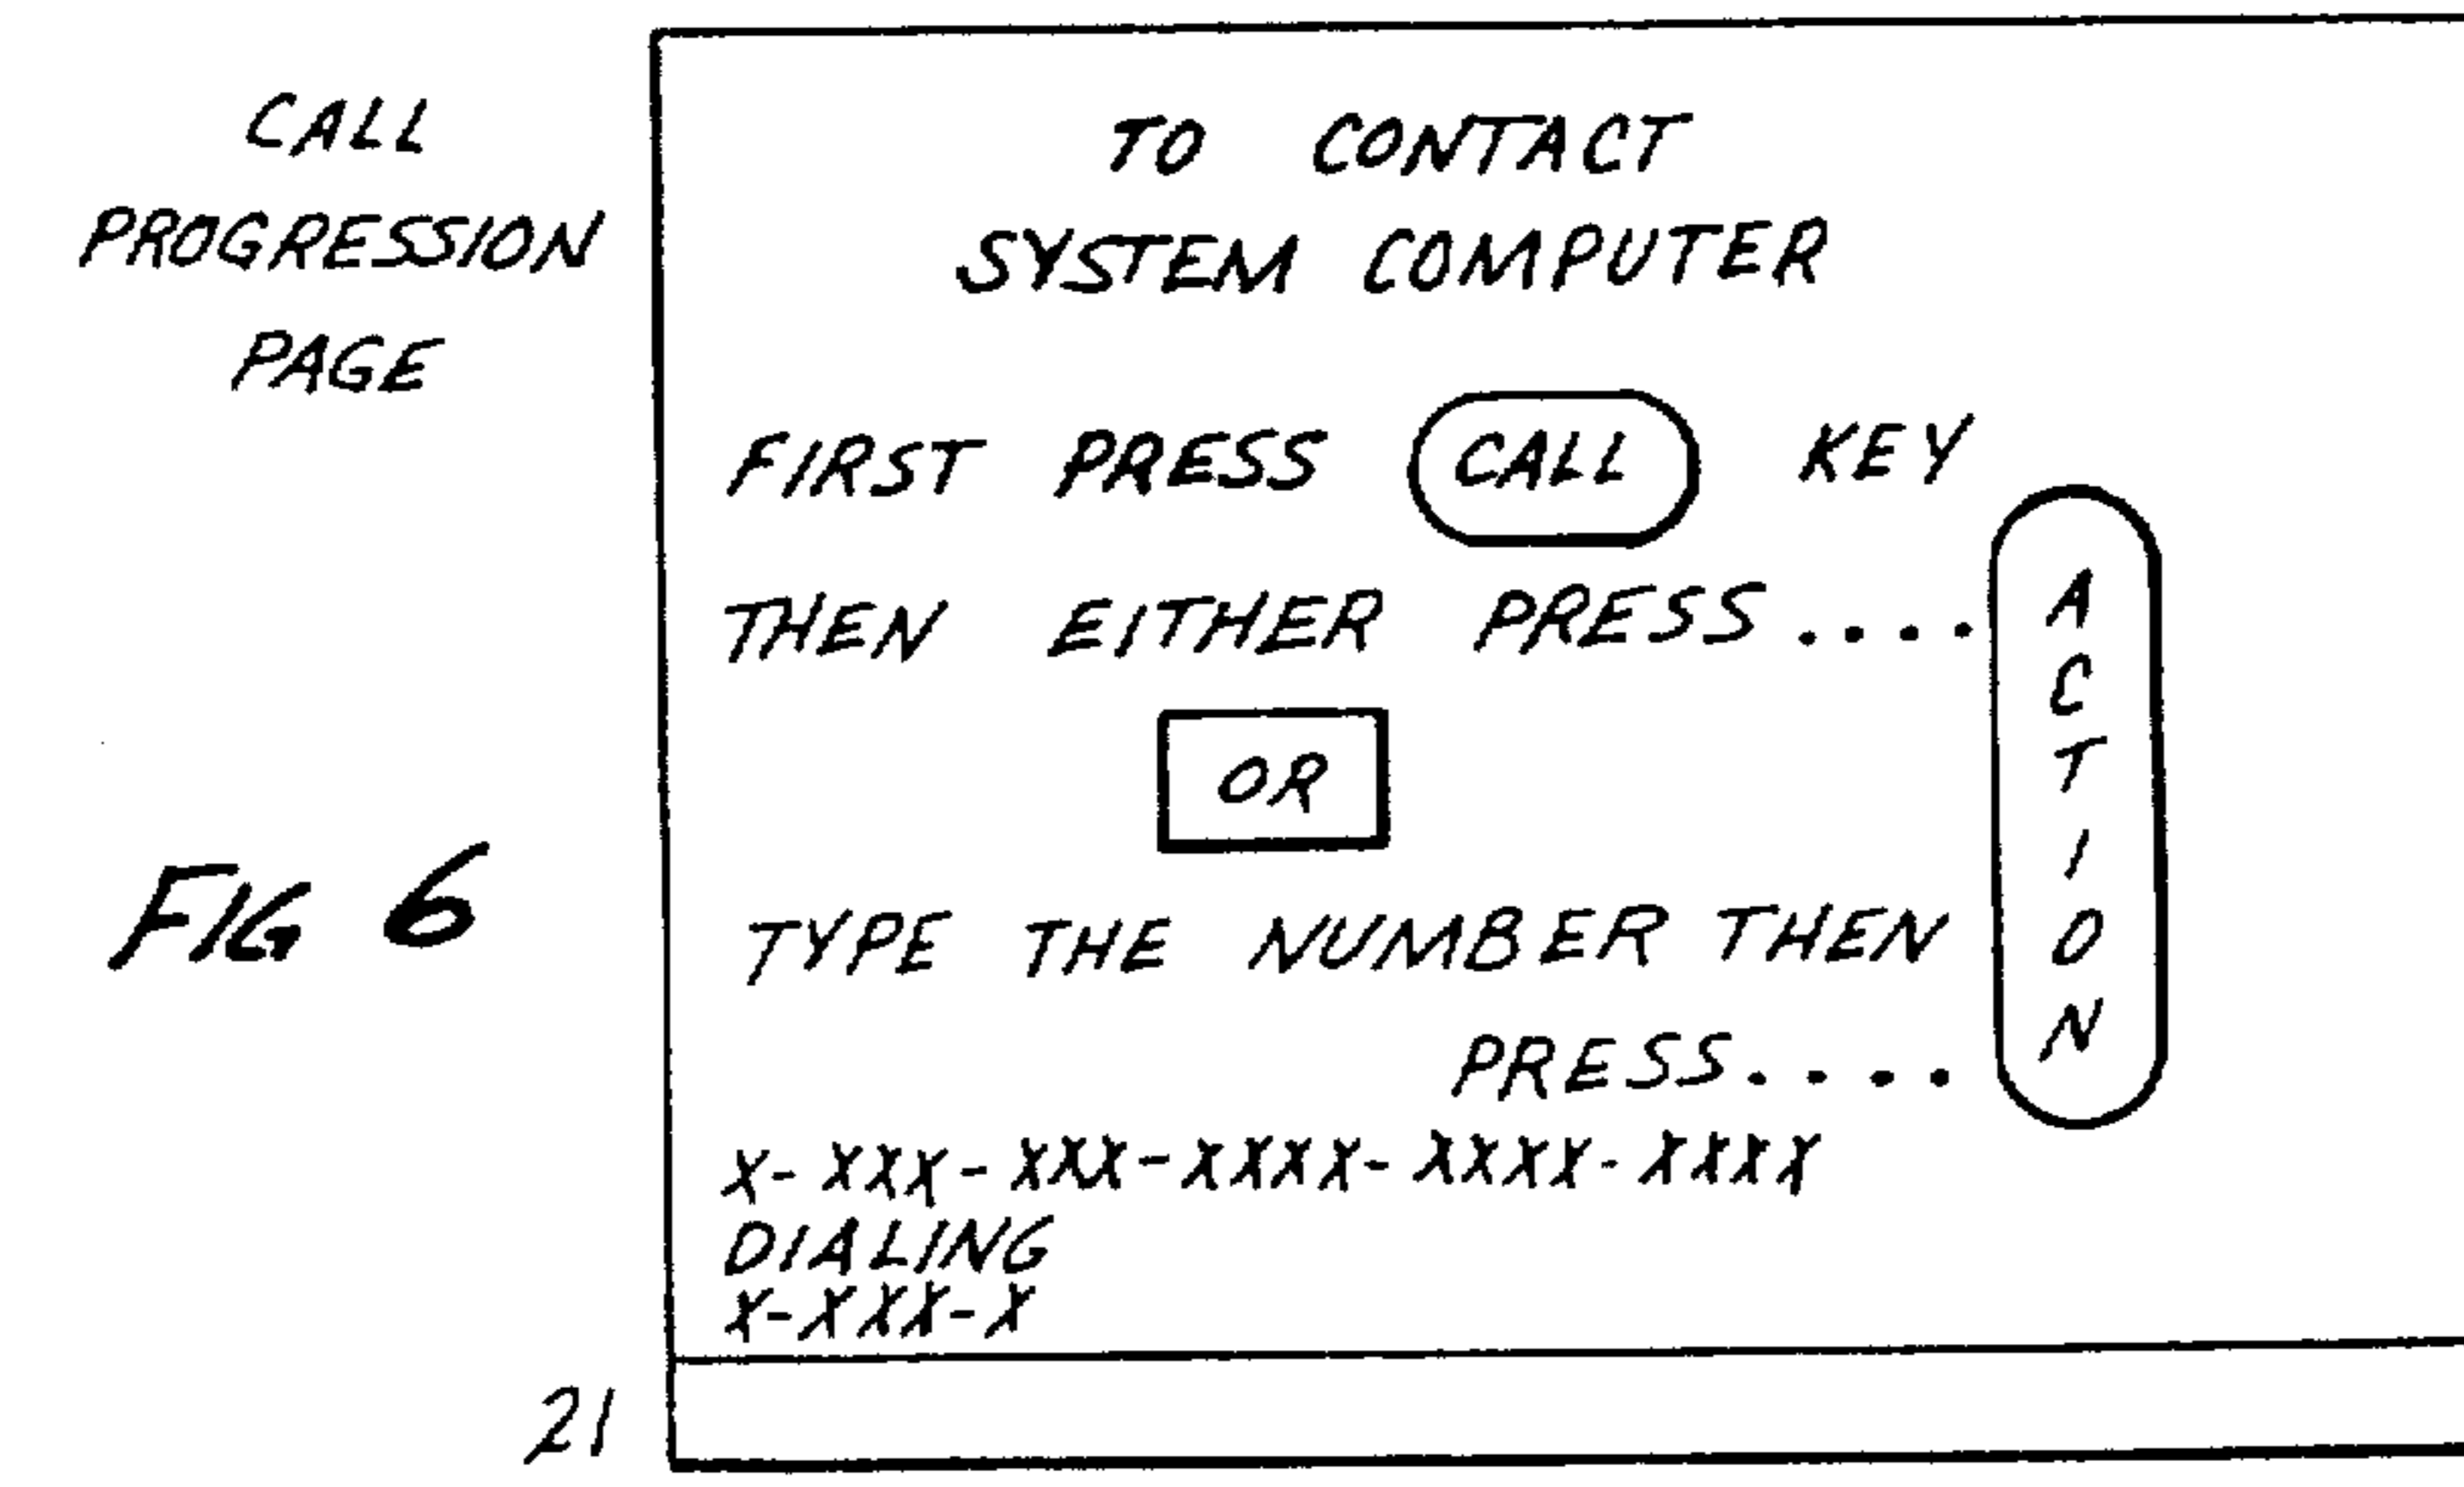 CALL
PROGRESSION
PAGE
FIG 6
TO CONTACT
SYSTEM COMPUTER
FIRST PRESS CALL KEY
THEN EITHER PRESS....
OR
TYPE THE NUMBER THEN
PRESS....
ACTION
X-XXX-XXX-XXXX-XXXX-XXXX
DIALING
X-XXX-X
21